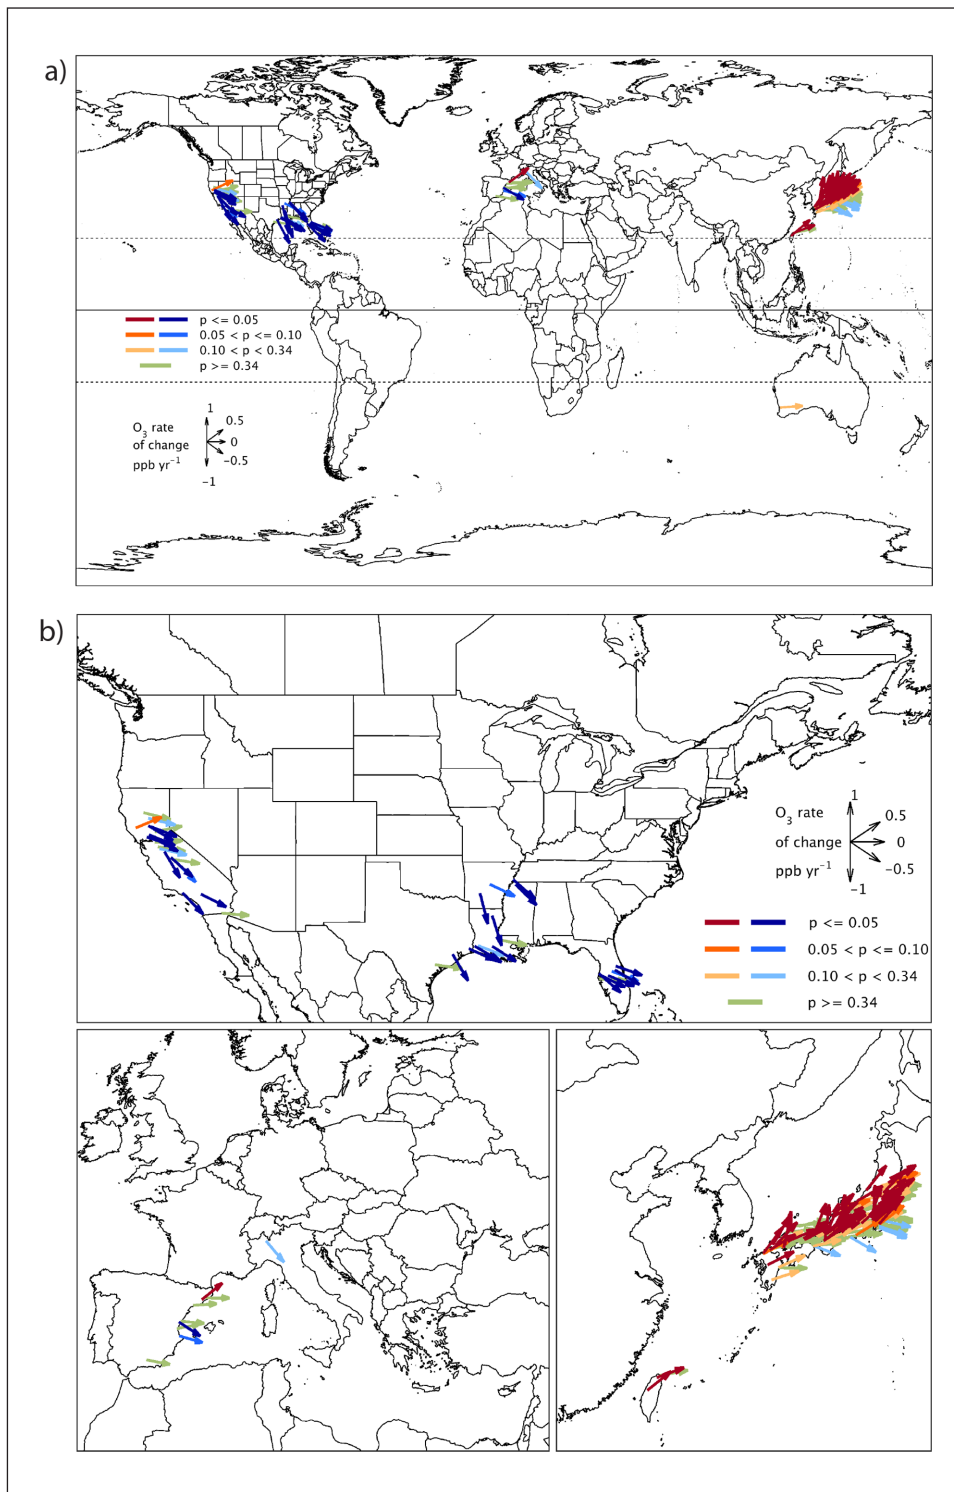 a)
p <= 0.05
0.05 < p <= 0.10
0.10 < p < 0.34
p >= 0.34
1
0.5
O₃ rate
of change
0
ppb yr⁻¹
−0.5
−1
b)
1
O₃ rate
0.5
of change
0
ppb yr⁻¹
−0.5
−1
p <= 0.05
0.05 < p <= 0.10
0.10 < p < 0.34
p >= 0.34